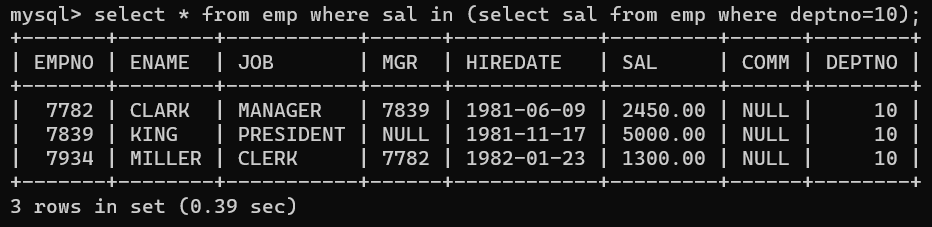 mysql> select * from emp where sal in (select sal from emp where deptno=10);
+-------+--------+-----------+------+------------+---------+------+--------+
| EMPNO | ENAME  | JOB       | MGR  | HIREDATE   | SAL     | COMM | DEPTNO |
+-------+--------+-----------+------+------------+---------+------+--------+
|  7782 | CLARK  | MANAGER   | 7839 | 1981-06-09 | 2450.00 | NULL |     10 |
|  7839 | KING   | PRESIDENT | NULL | 1981-11-17 | 5000.00 | NULL |     10 |
|  7934 | MILLER | CLERK     | 7782 | 1982-01-23 | 1300.00 | NULL |     10 |
+-------+--------+-----------+------+------------+---------+------+--------+
3 rows in set (0.39 sec)